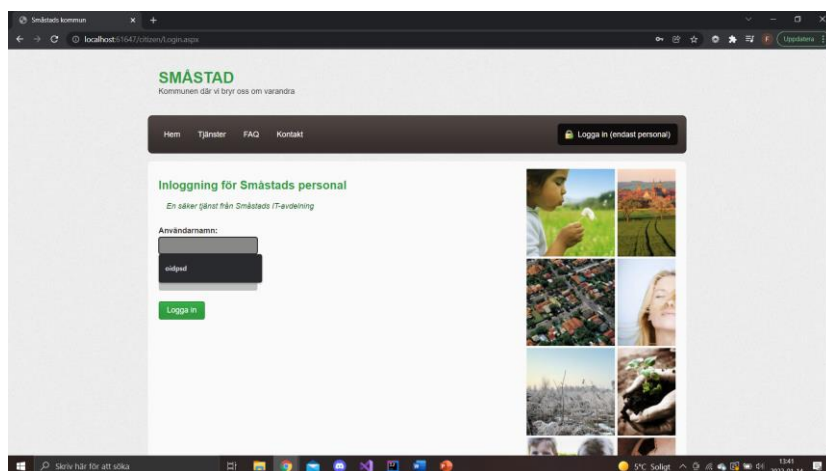 Småstads kommun
localhost:61647/citizen/Login.aspx
Uppdatera
SMÅSTAD
Kommunen där vi bryr oss om varandra
Hem Tjänster FAQ Kontakt
Logga in (endast personal)
Inloggning för Småstads personal
En säker tjänst från Småstads IT-avdelning
Användarnamn:
oidpsd
Logga in
Skriv här för att söka
5°C Soligt
13:41